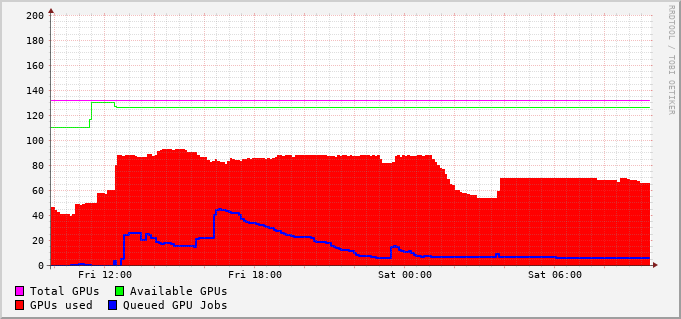 200
180
160
140
120
100
80
60
40
20
0
Fri 12:00 Fri 18:00 Sat 00:00 Sat 06:00
Total GPUs Available GPUs
GPUs used Queued GPU Jobs
RRDTOOL / TOBI OETIKER